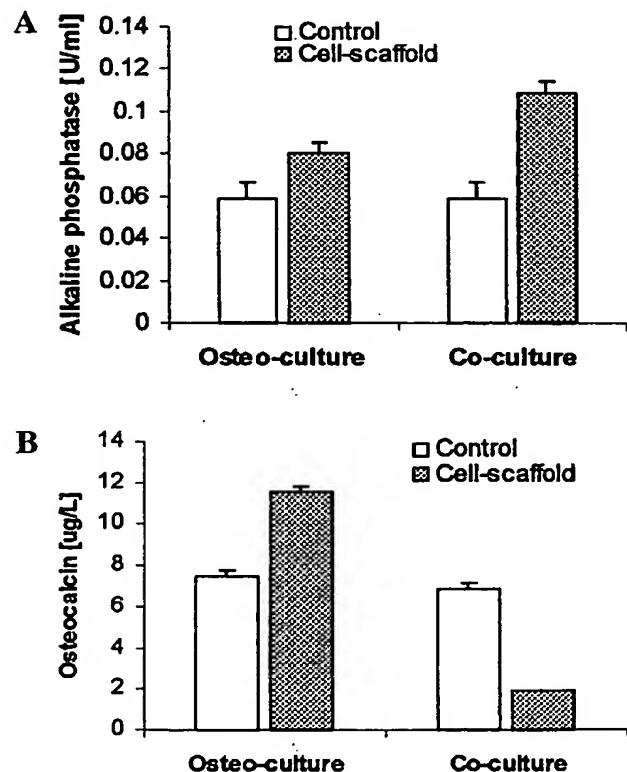 A
Alkaline phosphatase [U/ml]
0.14
0.12
0.1
0.08
0.06
0.04
0.02
0
Control
Cell-scaffold
Osteo-culture
Co-culture
B
Osteocalcin [ug/L]
14
12
10
8
6
4
2
0
Control
Cell-scaffold
Osteo-culture
Co-culture